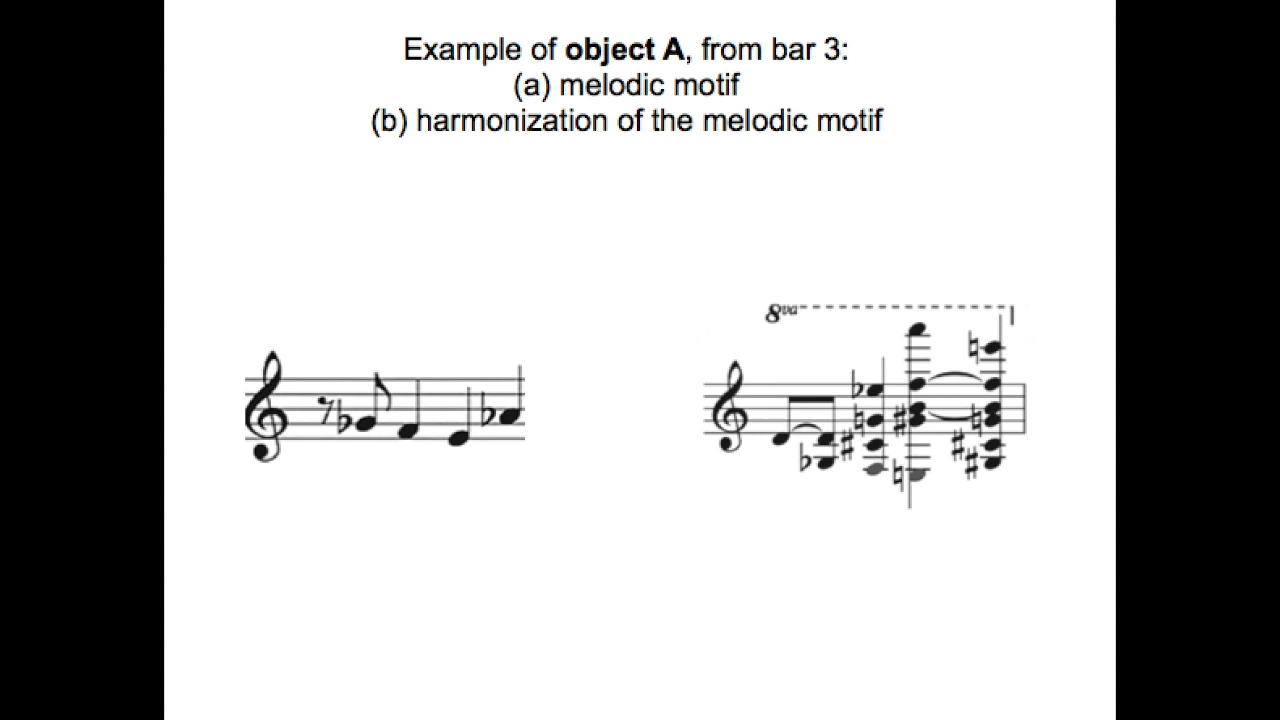 Example of object A, from bar 3:
(a) melodic motif
(b) harmonization of the melodic motif
8va